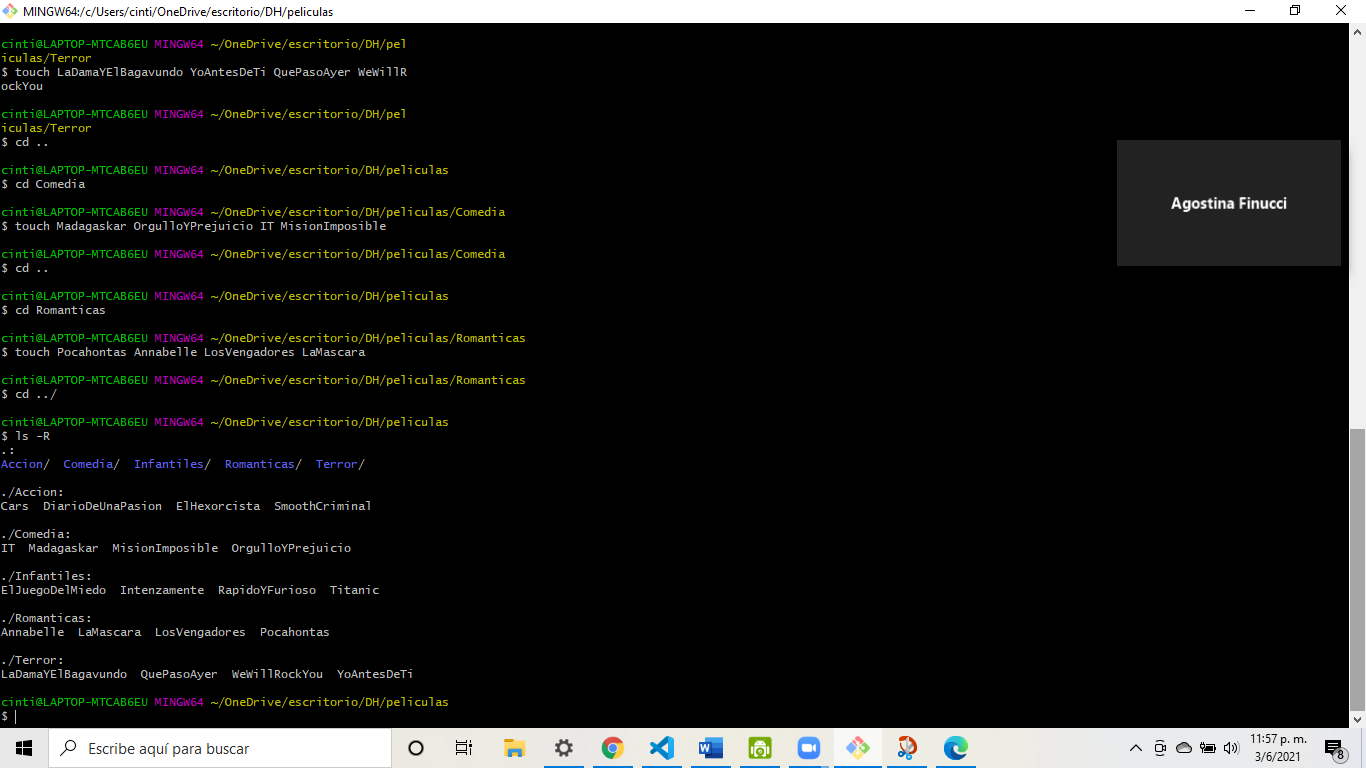 MINGW64:/c/Users/cinti/OneDrive/escritorio/DH/peliculas
cinti@LAPTOP-MTCAB6EU MINGW64 ~/OneDrive/escritorio/DH/pel
iculas/Terror
$ touch LaDamaYElBagavundo YoAntesDeTi QuePasoAyer WeWillR
ockYou
cinti@LAPTOP-MTCAB6EU MINGW64 ~/OneDrive/escritorio/DH/pel
iculas/Terror
$ cd ..
cinti@LAPTOP-MTCAB6EU MINGW64 ~/OneDrive/escritorio/DH/peliculas
$ cd Comedia
cinti@LAPTOP-MTCAB6EU MINGW64 ~/OneDrive/escritorio/DH/peliculas/Comedia
$ touch Madagaskar OrgulloYPrejuicio IT MisionImposible
cinti@LAPTOP-MTCAB6EU MINGW64 ~/OneDrive/escritorio/DH/peliculas/Comedia
$ cd ..
cinti@LAPTOP-MTCAB6EU MINGW64 ~/OneDrive/escritorio/DH/peliculas
$ cd Romanticas
cinti@LAPTOP-MTCAB6EU MINGW64 ~/OneDrive/escritorio/DH/peliculas/Romanticas
$ touch Pocahontas Annabelle LosVengadores LaMascara
cinti@LAPTOP-MTCAB6EU MINGW64 ~/OneDrive/escritorio/DH/peliculas/Romanticas
$ cd ../
cinti@LAPTOP-MTCAB6EU MINGW64 ~/OneDrive/escritorio/DH/peliculas
$ ls -R
.:
Accion/ Comedia/ Infantiles/ Romanticas/ Terror/
./Accion:
Cars DiarioDeUnaPasion ElHexorcista SmoothCriminal
./Comedia:
IT Madagaskar MisionImposible OrgulloYPrejuicio
./Infantiles:
ElJuegoDelMiedo Intenzamente RapidoYFurioso Titanic
./Romanticas:
Annabelle LaMascara LosVengadores Pocahontas
./Terror:
LaDamaYElBagavundo QuePasoAyer WeWillRockYou YoAntesDeTi
cinti@LAPTOP-MTCAB6EU MINGW64 ~/OneDrive/escritorio/DH/peliculas
$
Agostina Finucci
Escribe aquí para buscar
11:57 p. m.
3/6/2021
8